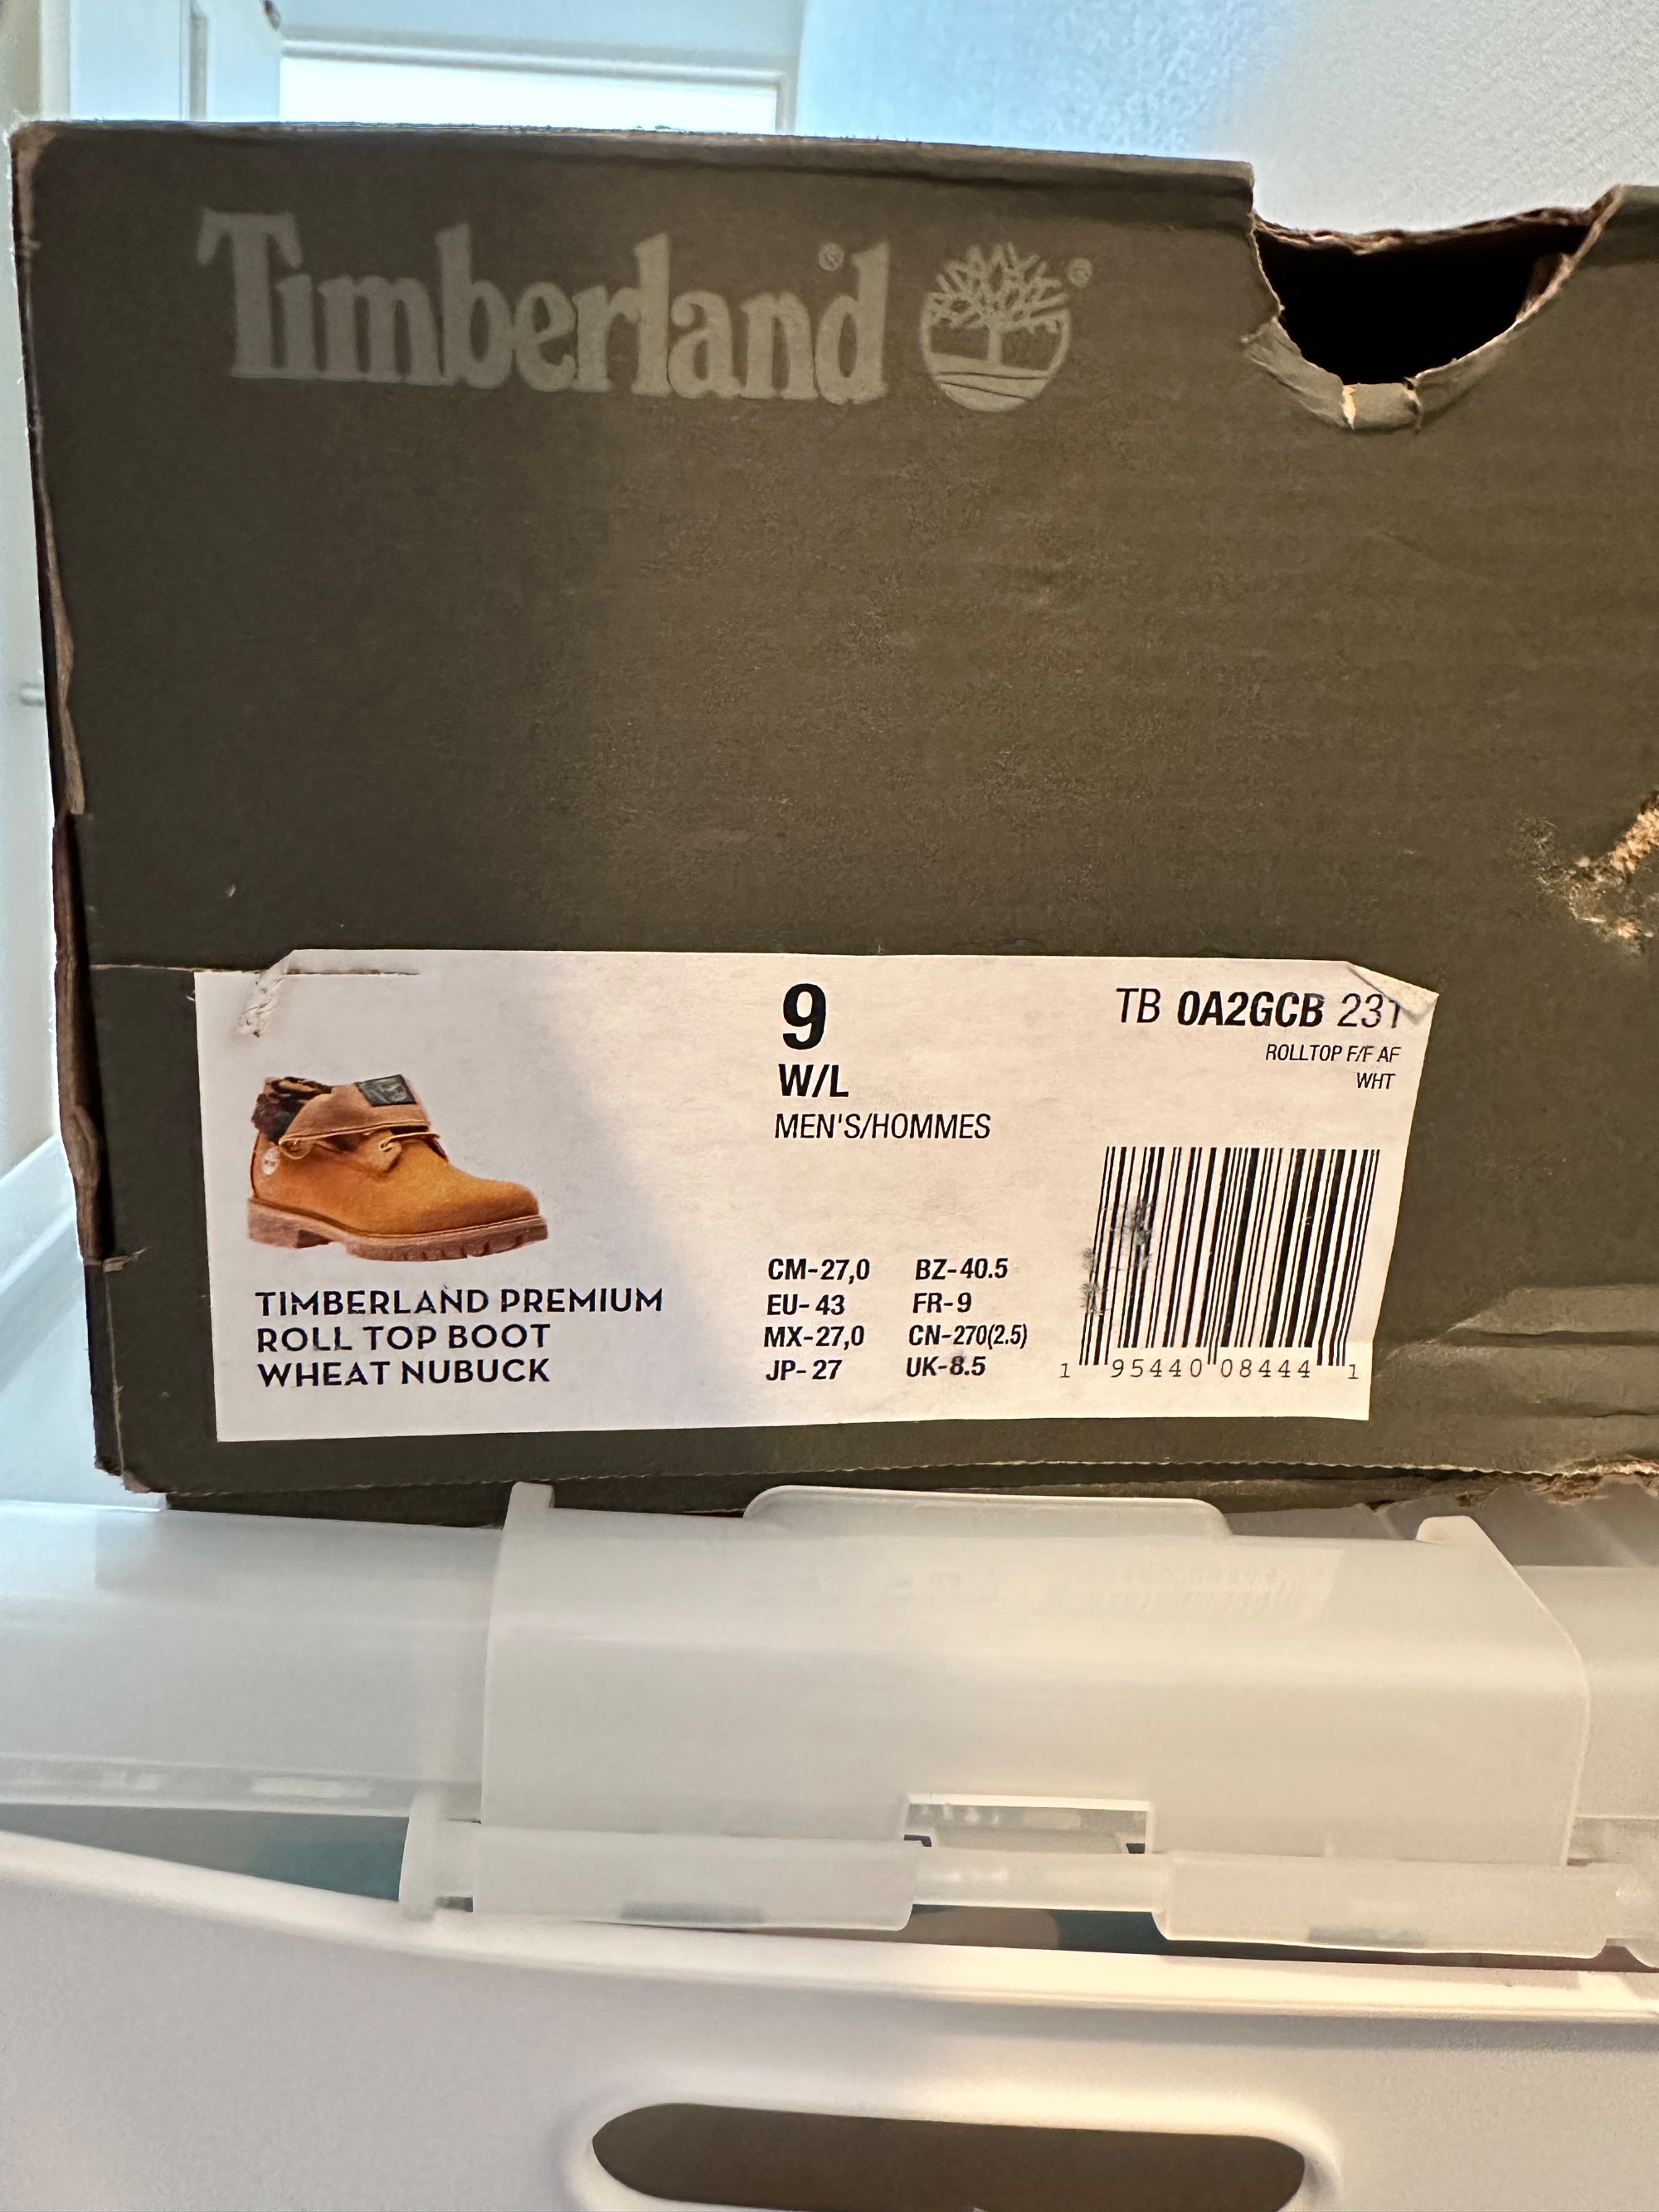 Timberland®
®
9
W/L
MEN'S/HOMMES
TB 0A2GCB 231
ROLLTOP F/F AF
WHT
TIMBERLAND PREMIUM
ROLL TOP BOOT
WHEAT NUBUCK
CM-27,0 BZ-40.5
EU-43 FR-9
MX-27,0 CN-270(2.5)
JP-27 UK-8.5
1 95440 08444 1